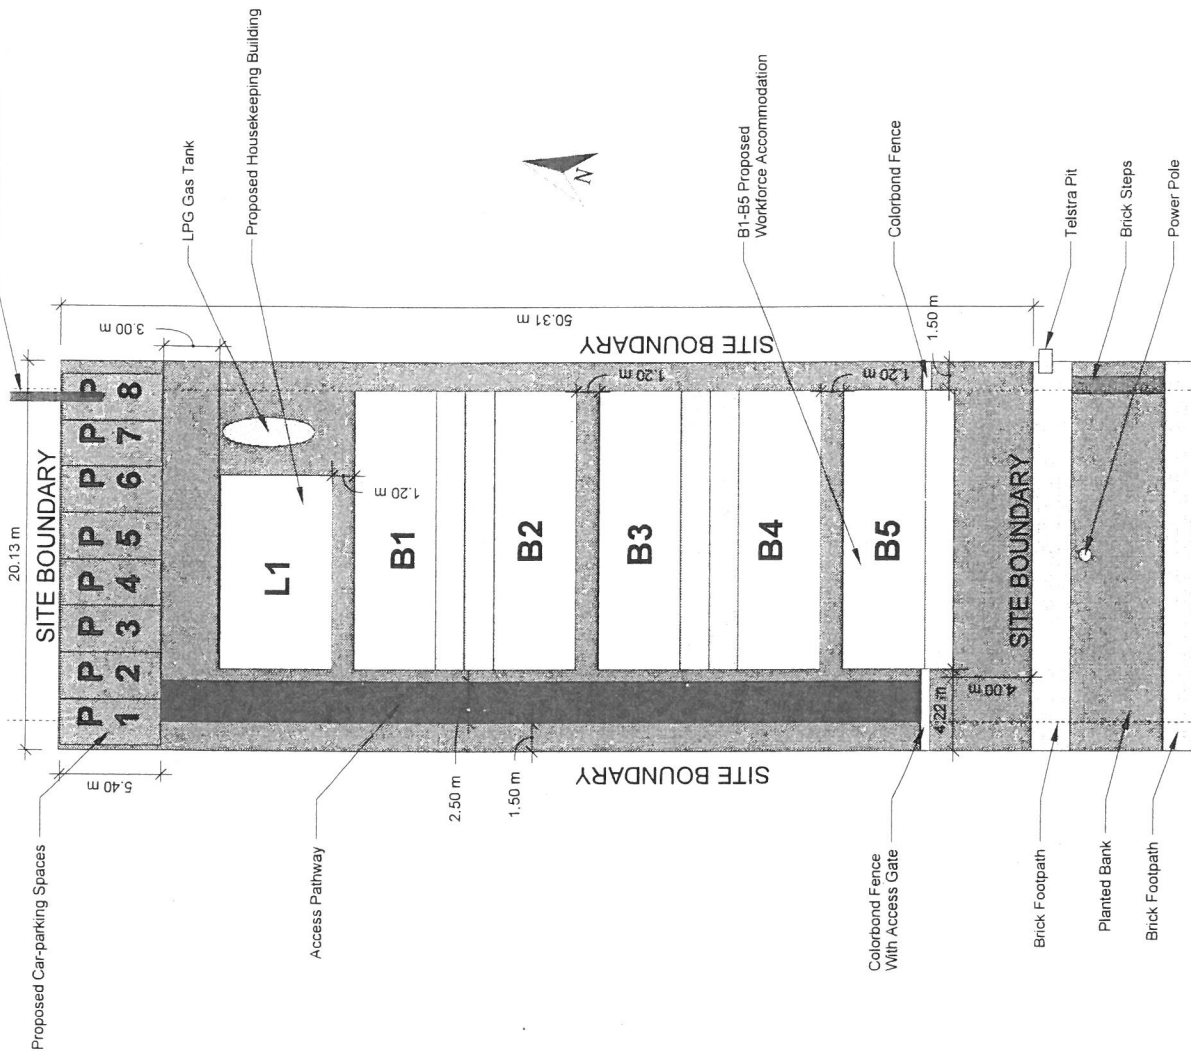 20.13 m
SITE BOUNDARY
P P P P P P P P
1 2 3 4 5 6 7 8
5.40 m
3.00 m
50.31 m
Proposed Car-parking Spaces
LPG Gas Tank
Proposed Housekeeping Building
L1
1.20 m
B1
B2
B3
B4
B5
1.20 m
1.20 m
SITE BOUNDARY
SITE BOUNDARY
N
Access Pathway
2.50 m
1.50 m
B1-B5 Proposed
Workforce Accommodation
Colorbond Fence
1.50 m
Colorbond Fence
With Access Gate
4.22 m
4.00 m
SITE BOUNDARY
Telstra Pit
Brick Steps
Power Pole
Brick Footpath
Planted Bank
Brick Footpath